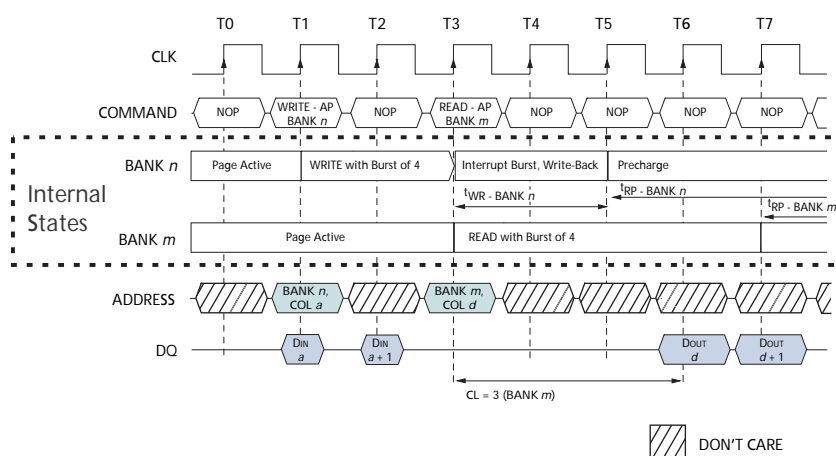 T0 T1 T2 T3 T4 T5 T6 T7
CLK
COMMAND NOP WRITE - AP BANK n NOP READ - AP BANK m NOP NOP NOP NOP
Internal States
BANK n Page Active WRITE with Burst of 4 Interrupt Burst, Write-Back Precharge
tWR - BANK n tRP - BANK n
tRP - BANK m
BANK m Page Active READ with Burst of 4
ADDRESS BANK n, COL a BANK m, COL d
DQ DIN a DIN a + 1 DOUT d DOUT d + 1
CL = 3 (BANK m)
DON'T CARE